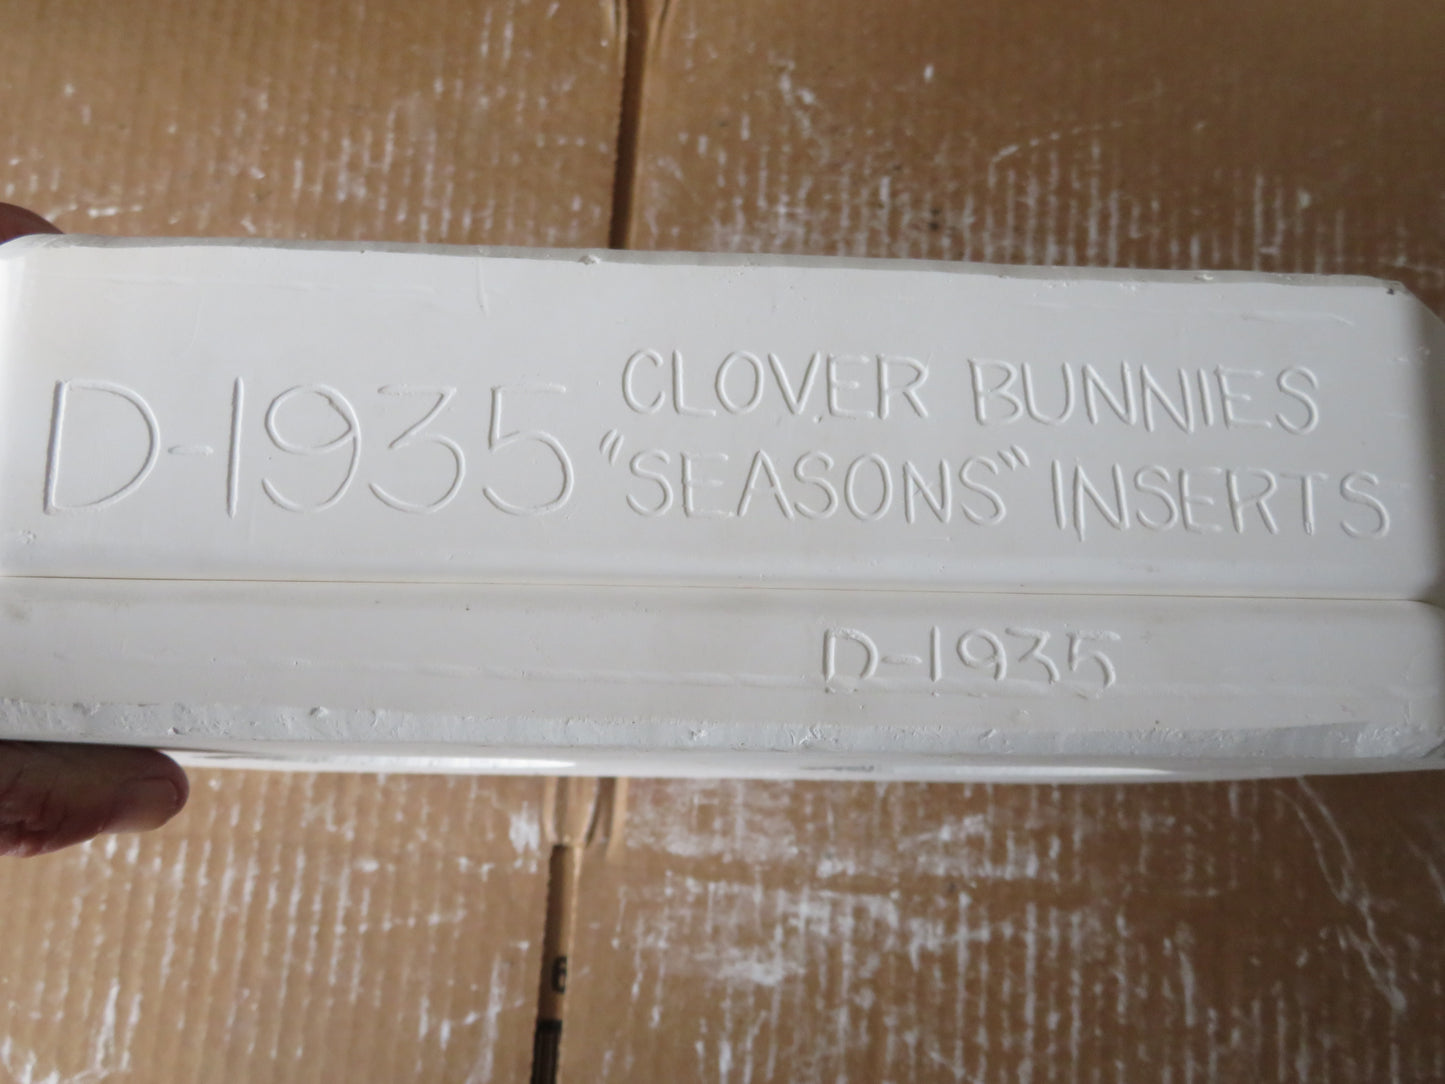 D-1935 CLOVER BUNNIES
"SEASONS" INSERTS
D-1935